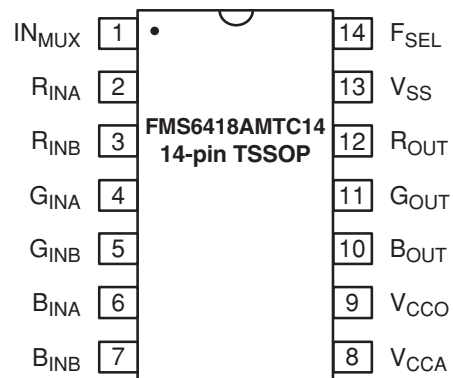 IN_MUX 1 14 F_SEL
R_INA 2 13 V_SS
FMS6418AMTC14
R_INB 3 12 R_OUT
14-pin TSSOP
G_INA 4 11 G_OUT
G_INB 5 10 B_OUT
B_INA 6 9 V_CCO
B_INB 7 8 V_CCA